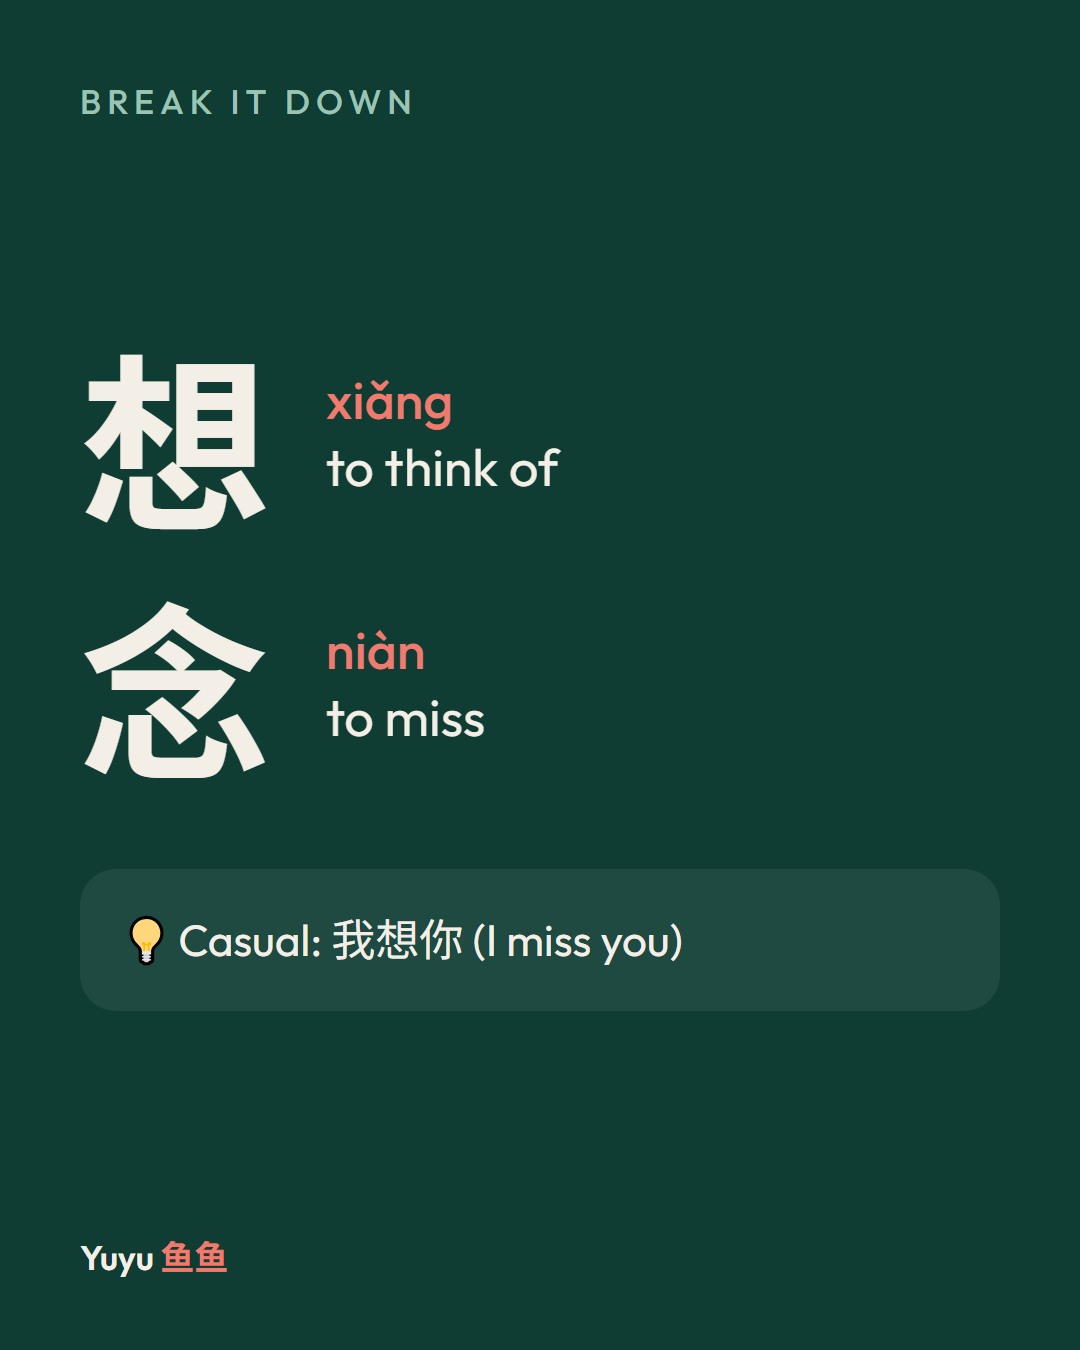 BREAK IT DOWN
想
xiǎng
to think of
念
niàn
to miss
💡 Casual: 我想你 (I miss you)
Yuyu 鱼鱼